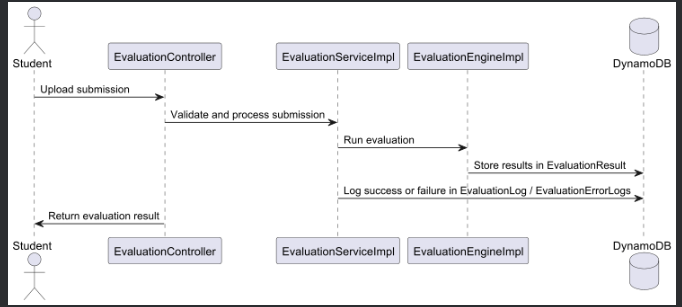 Student
EvaluationController
EvaluationServiceImpl
EvaluationEngineImpl
DynamoDB
Upload submission
Validate and process submission
Run evaluation
Store results in EvaluationResult
Log success or failure in EvaluationLog / EvaluationErrorLogs
Return evaluation result
Student
EvaluationController
EvaluationServiceImpl
EvaluationEngineImpl
DynamoDB